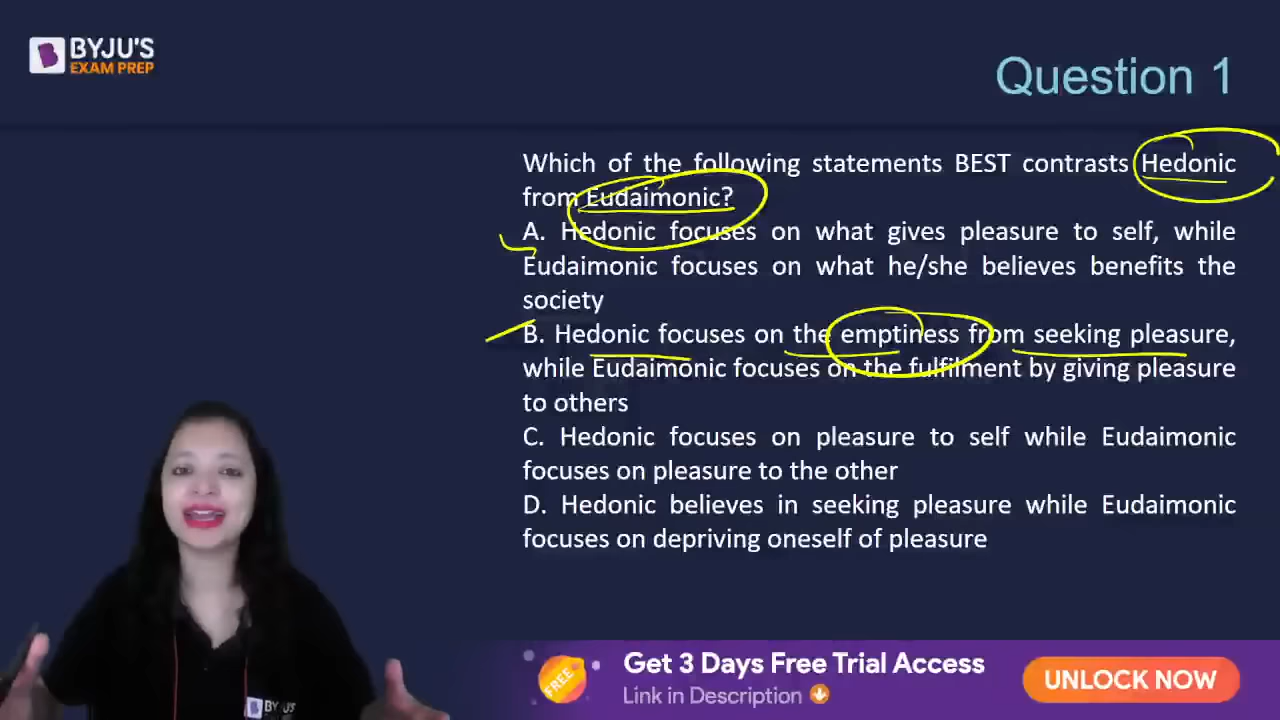 BYJU'S
EXAM PREP
Question 1
Which of the following statements BEST contrasts Hedonic
from Eudaimonic?
A. Hedonic focuses on what gives pleasure to self, while
Eudaimonic focuses on what he/she believes benefits the
society
B. Hedonic focuses on the emptiness from seeking pleasure,
while Eudaimonic focuses on the fulfilment by giving pleasure
to others
C. Hedonic focuses on pleasure to self while Eudaimonic
focuses on pleasure to the other
D. Hedonic believes in seeking pleasure while Eudaimonic
focuses on depriving oneself of pleasure
FREE
Get 3 Days Free Trial Access
Link in Description
UNLOCK NOW